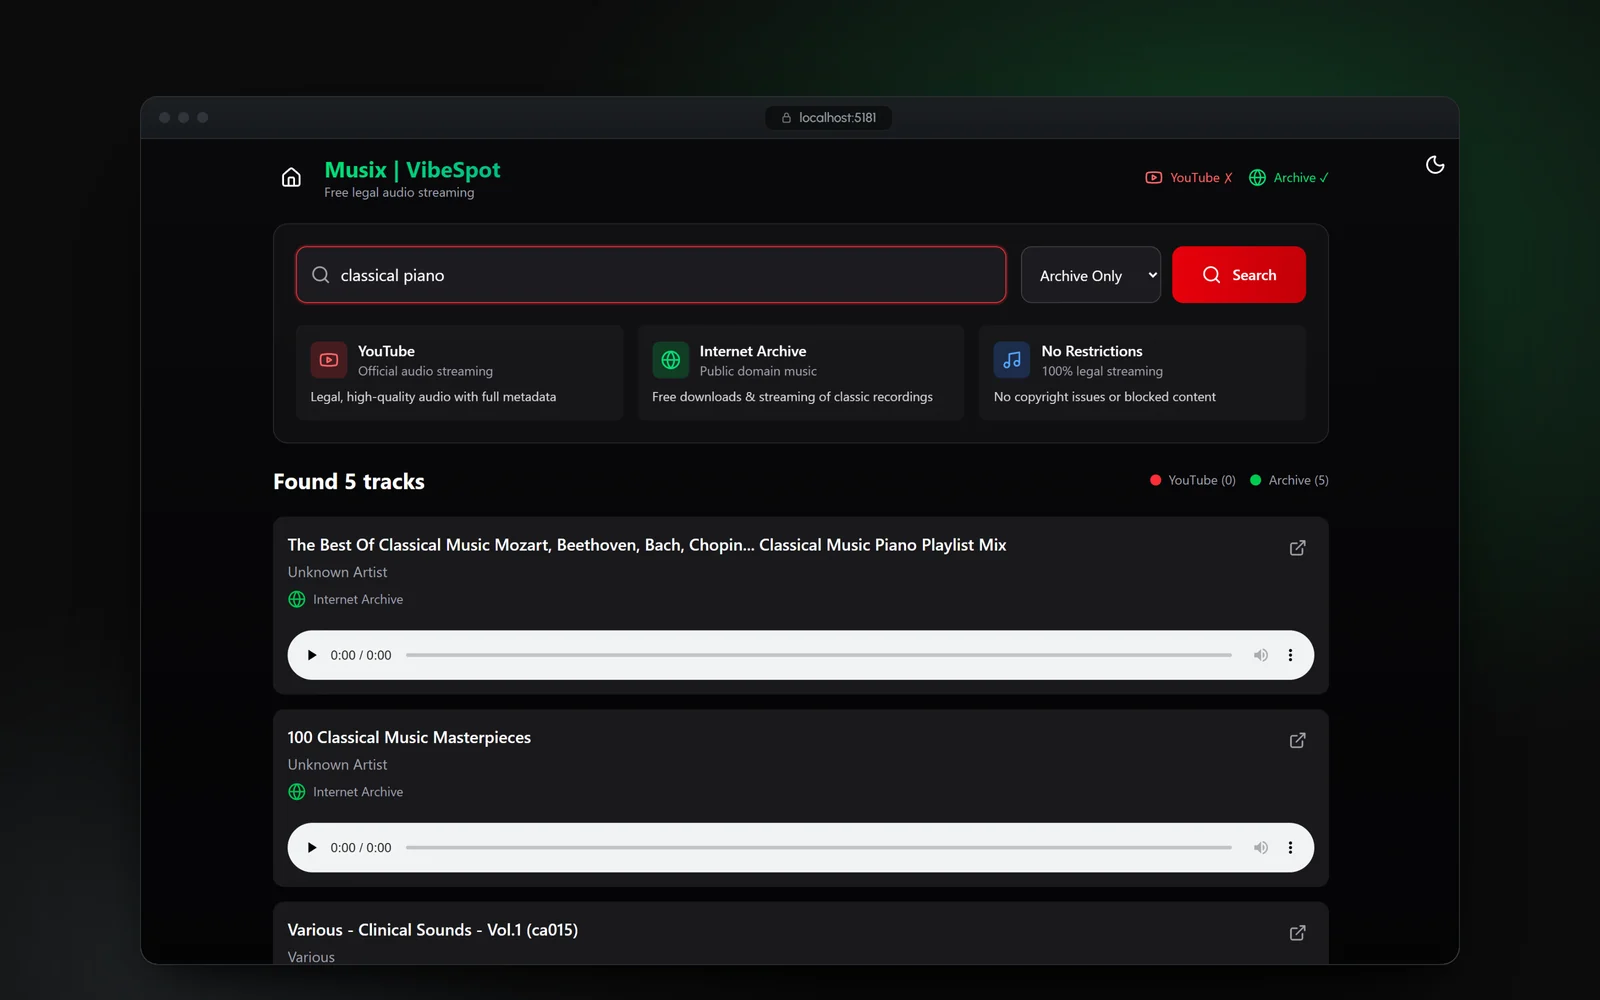 localhost:5181
Musix | VibeSpot
Free legal audio streaming
YouTube ✗
Archive ✓
classical piano
Archive Only
Search
YouTube
Official audio streaming
Legal, high-quality audio with full metadata
Internet Archive
Public domain music
Free downloads & streaming of classic recordings
No Restrictions
100% legal streaming
No copyright issues or blocked content
Found 5 tracks
YouTube (0)
Archive (5)
The Best Of Classical Music Mozart, Beethoven, Bach, Chopin... Classical Music Piano Playlist Mix
Unknown Artist
Internet Archive
0:00 / 0:00
100 Classical Music Masterpieces
Unknown Artist
Internet Archive
0:00 / 0:00
Various - Clinical Sounds - Vol.1 (ca015)
Various